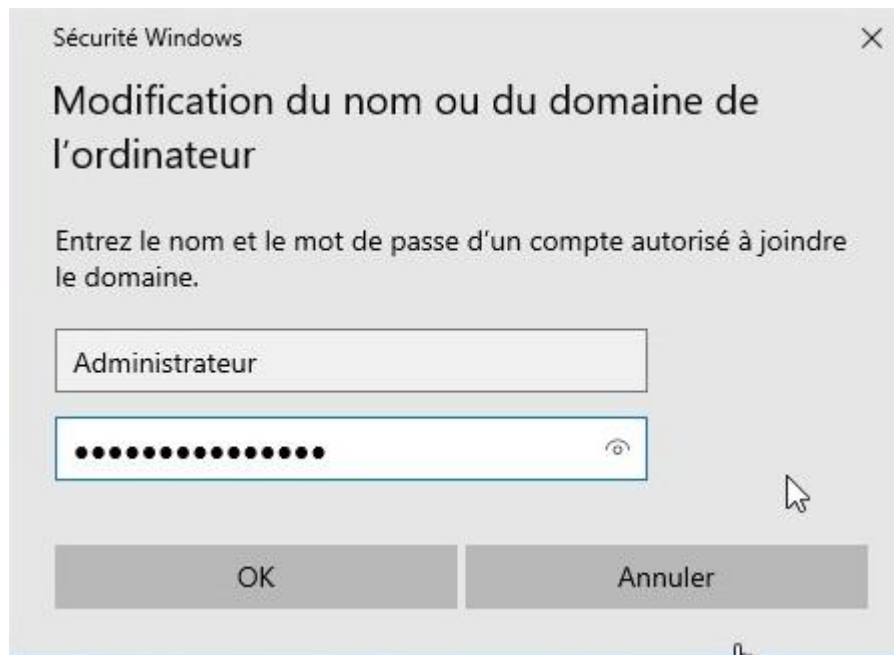 Sécurité Windows
Modification du nom ou du domaine de
l’ordinateur
Entrez le nom et le mot de passe d’un compte autorisé à joindre
le domaine.
Administrateur
●●●●●●●●●●●●●●●
OK
Annuler